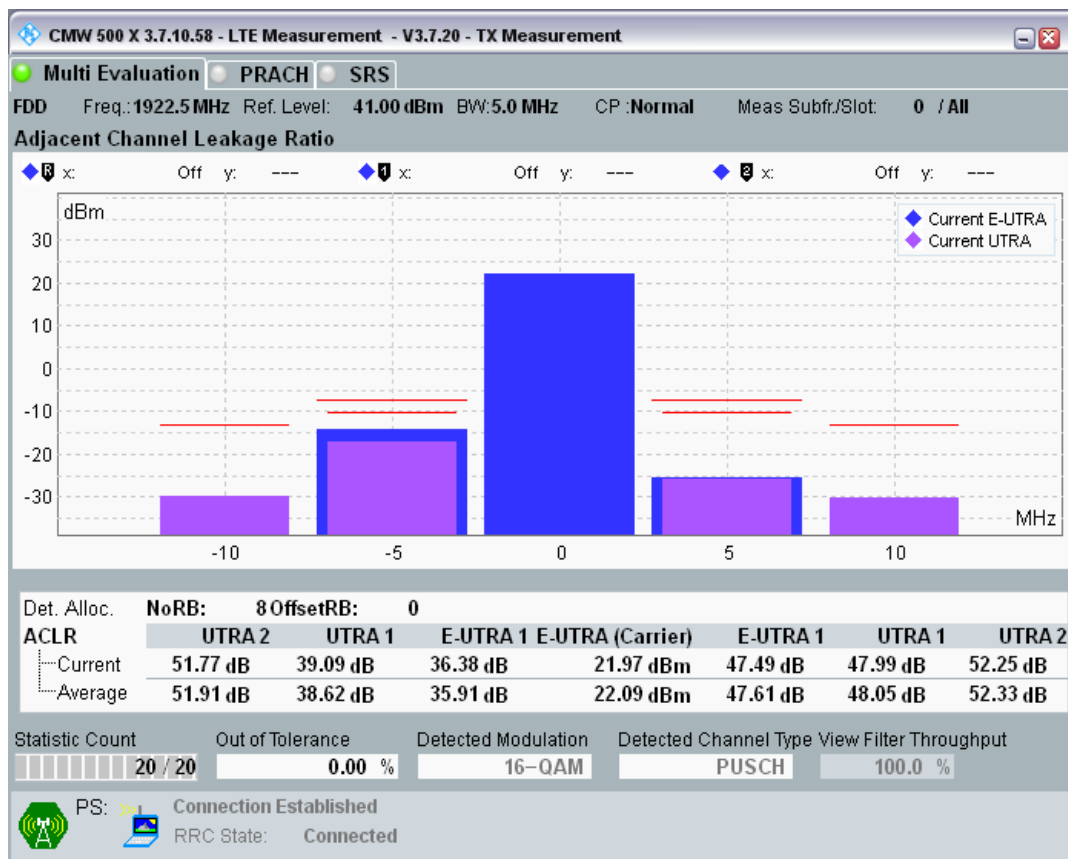 CMW 500 X 3.7.10.58 - LTE Measurement - V3.7.20 - TX Measurement
Multi Evaluation PRACH SRS
FDD Freq.:1922.5 MHz Ref. Level: 41.00 dBm BW:5.0 MHz CP :Normal Meas Subfr./Slot: 0 / All
Adjacent Channel Leakage Ratio
R x: Off y: --- 1 x: Off y: --- 2 x: Off y: ---
dBm
Current E-UTRA
Current UTRA
30
20
10
0
-10
-20
-30
MHz
-10 -5 0 5 10
Det. Alloc. NoRB: 8 OffsetRB: 0
ACLR UTRA 2 UTRA 1 E-UTRA 1 E-UTRA (Carrier) E-UTRA 1 UTRA 1 UTRA 2
Current 51.77 dB 39.09 dB 36.38 dB 21.97 dBm 47.49 dB 47.99 dB 52.25 dB
Average 51.91 dB 38.62 dB 35.91 dB 22.09 dBm 47.61 dB 48.05 dB 52.33 dB
Statistic Count Out of Tolerance Detected Modulation Detected Channel Type View Filter Throughput
20 / 20 0.00 % 16-QAM PUSCH 100.0 %
PS: Connection Established
RRC State: Connected